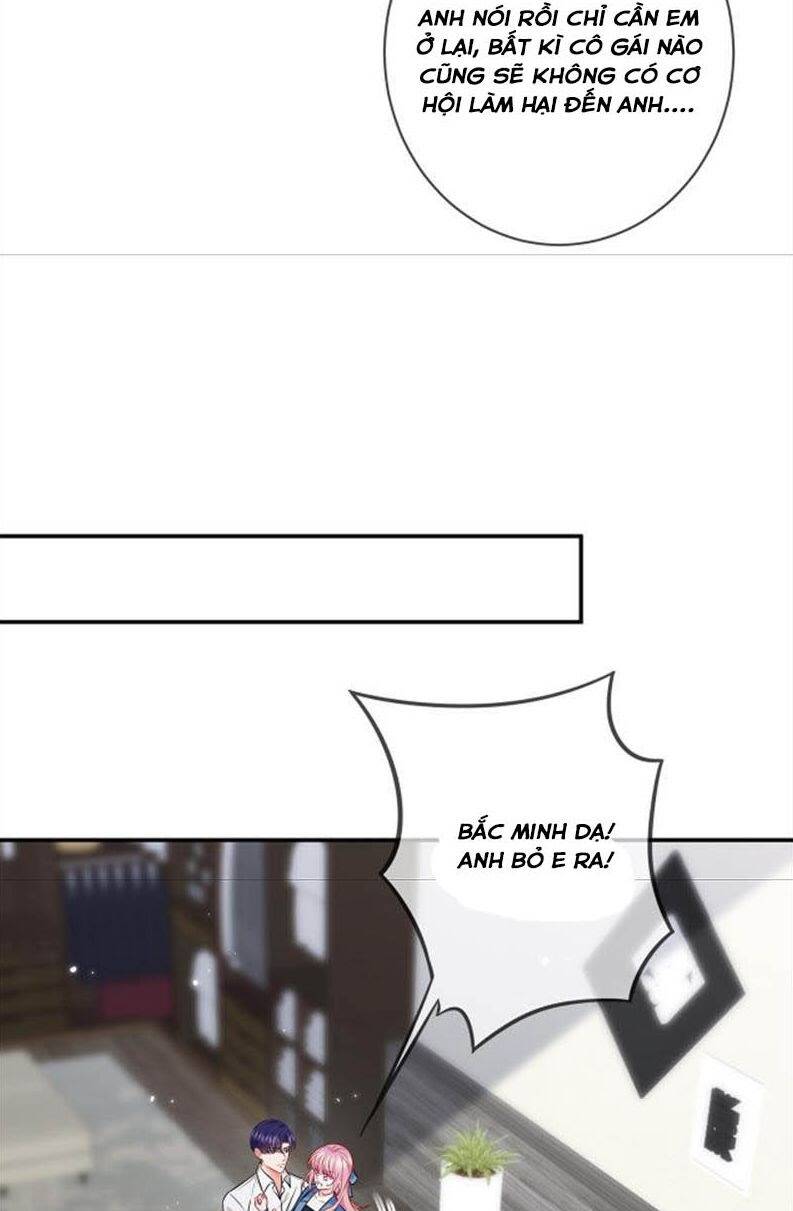 ANH NÓI RỒI CHỈ CẦN EM
Ở LẠI, BẤT KÌ CÔ GÁI NÀO
CŨNG SẼ KHÔNG CÓ CƠ
HỘI LÀM HẠI ĐẾN ANH....
BẮC MINH DẠ!
ANH BỎ E RA!